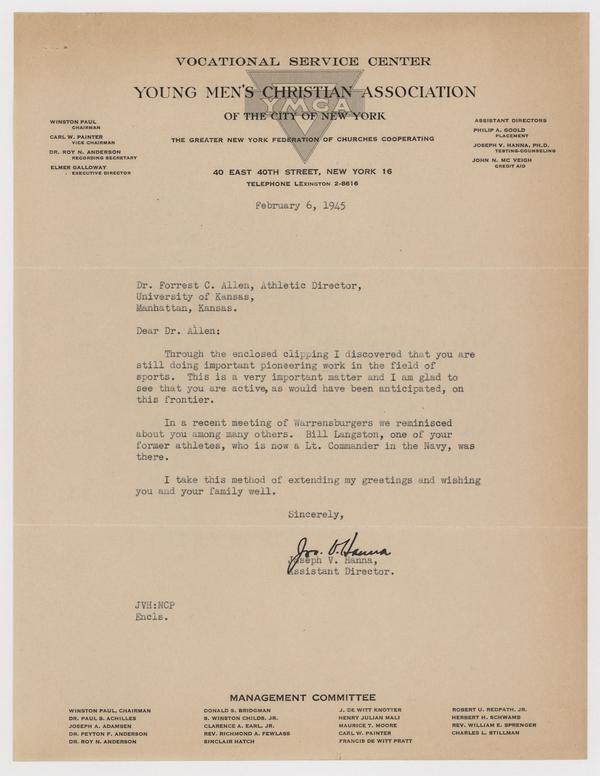 VOCATIONAL SERVICE CENTER
YOUNG MEN'S CHRISTIAN ASSOCIATION
YMCA
OF THE CITY OF NEW YORK
THE GREATER NEW YORK FEDERATION OF CHURCHES COOPERATING
40 EAST 40TH STREET, NEW YORK 16
TELEPHONE LEXINGTON 2-8616
WINSTON PAUL
CHAIRMAN
CARL W. PAINTER
VICE CHAIRMAN
DR. ROY N. ANDERSON
RECORDING SECRETARY
ELMER GALLOWAY
EXECUTIVE DIRECTOR
ASSISTANT DIRECTORS
PHILIP A. GOOLD
PLACEMENT
JOSEPH V. HANNA, PH.D.
TESTING-COUNSELING
JOHN N. MC VEIGH
CREDIT AID
February 6, 1945
Dr. Forrest C. Allen, Athletic Director,
University of Kansas,
Manhattan, Kansas.
Dear Dr. Allen:
Through the enclosed clipping I discovered that you are
still doing important pioneering work in the field of
sports. This is a very important matter and I am glad to
see that you are active, as would have been anticipated, on
this frontier.
In a recent meeting of Warrensburgers we reminisced
about you among many others. Bill Langston, one of your
former athletes, who is now a Lt. Commander in the Navy, was
there.
I take this method of extending my greetings and wishing
you and your family well.
Sincerely,
Jos. V. Hanna
Joseph V. Hanna,
Assistant Director.
JVH:NCP
Encls.
MANAGEMENT COMMITTEE
WINSTON PAUL, CHAIRMAN
DR. PAUL S. ACHILLES
JOSEPH A. ADAMSEN
DR. PEYTON F. ANDERSON
DR. ROY N. ANDERSON
DONALD S. BRIDGMAN
S. WINSTON CHILDS, JR.
CLARENCE A. EARL, JR.
REV. RICHMOND A. FEWLASS
SINCLAIR HATCH
J. DE WITT KNOTTER
HENRY JULIAN MALI
MAURICE T. MOORE
CARL W. PAINTER
FRANCIS DE WITT PRATT
ROBERT U. REDPATH, JR.
HERBERT H. SCHWAMB
REV. WILLIAM E. SPRENGER
CHARLES L. STILLMAN